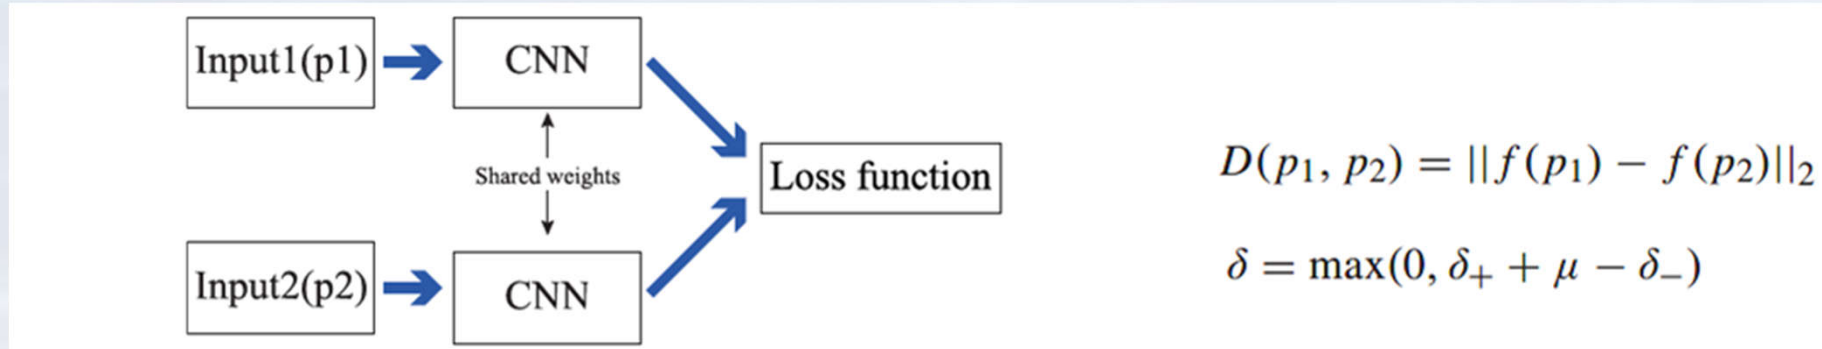 Input1(p1)
CNN
Shared weights
Loss function
Input2(p2)
CNN
D(p₁, p₂) = ||f(p₁) − f(p₂)||₂
δ = max(0, δ₊ + μ − δ₋)